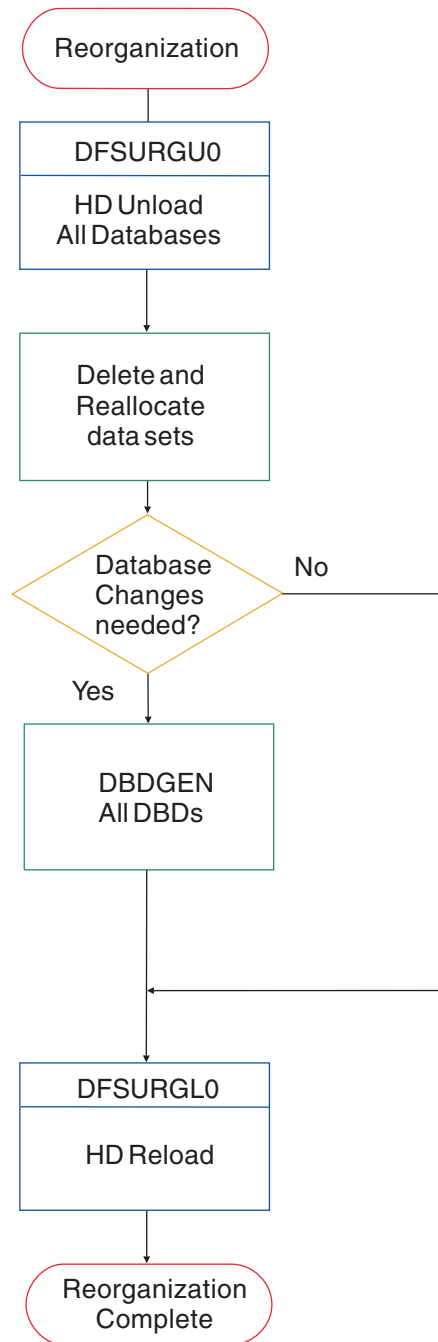 Reorganization
DFSURGU0
HD Unload
All Databases
Delete and
Reallocate
data sets
Database
Changes
needed?
No
Yes
DBDGEN
All DBDs
DFSURGL0
HD Reload
Reorganization
Complete